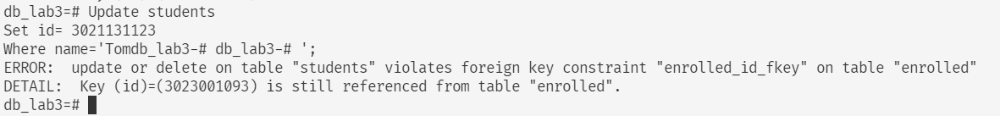 db_lab3=# Update students
Set id= 3021131123
Where name='Tomdb_lab3-# db_lab3-# ';
ERROR:  update or delete on table "students" violates foreign key constraint "enrolled_id_fkey" on table "enrolled"
DETAIL:  Key (id)=(3023001093) is still referenced from table "enrolled".
db_lab3=#